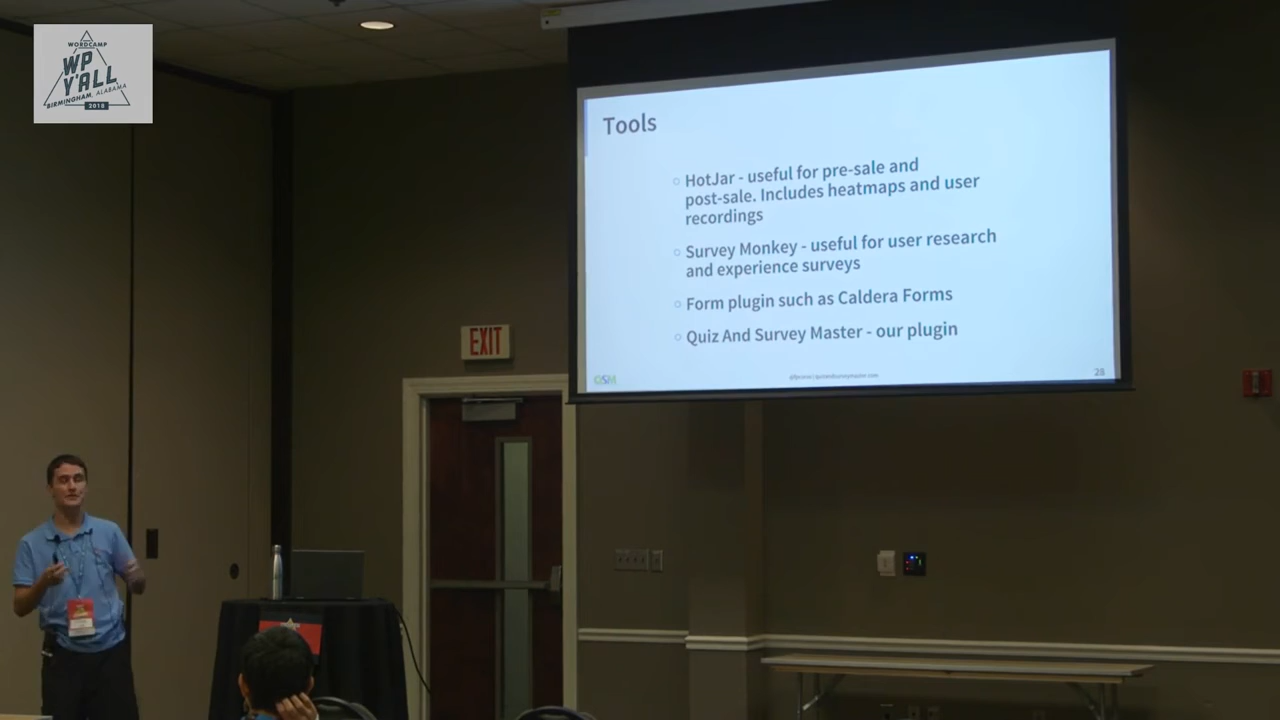 WORDCAMP
WP
Y'ALL
BIRMINGHAM, ALABAMA
2018
Tools
HotJar - useful for pre-sale and
post-sale. Includes heatmaps and user
recordings
Survey Monkey - useful for user research
and experience surveys
Form plugin such as Caldera Forms
Quiz And Survey Master - our plugin
EXIT
QSM
28